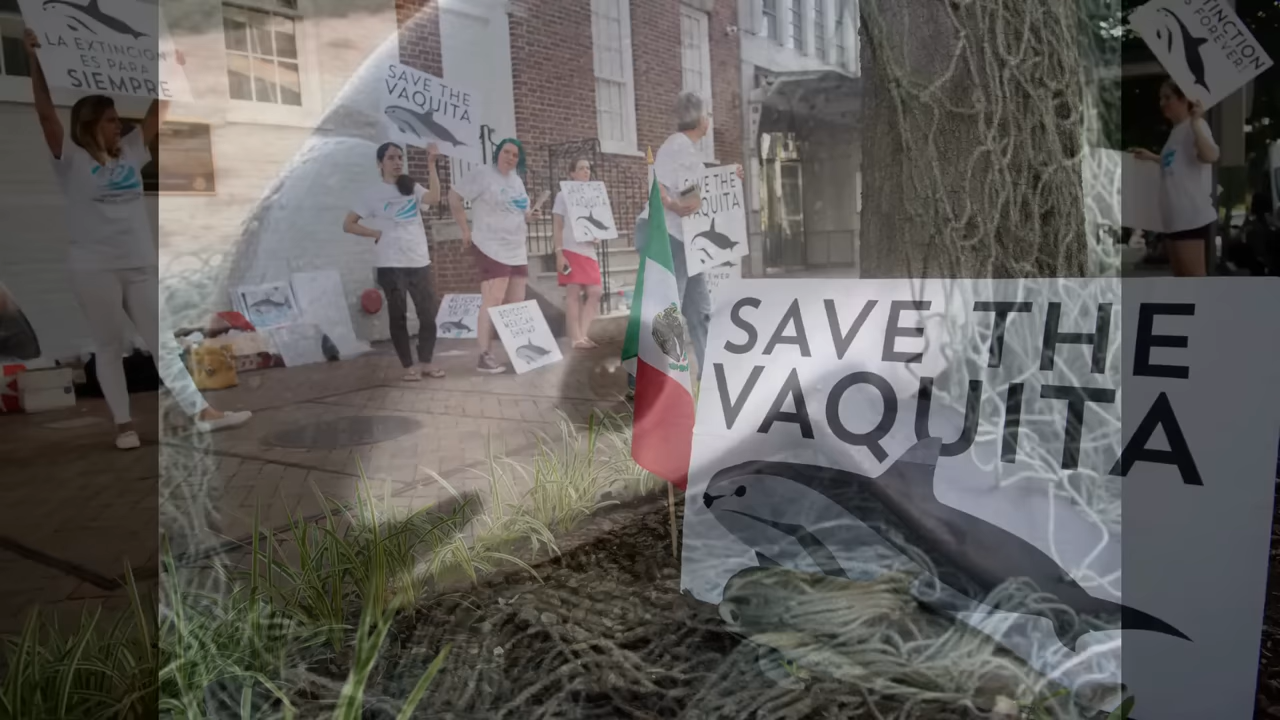 LA EXTINCIÓN
ES PARA
SIEMPRE
SAVE THE
VAQUITA
SAVE THE
VAQUITA
SAVE THE
VAQUITA
EXTINCTION
IS FOREVER!
BOYCOTT
MEXICAN
SHRIMP
SAVE THE
VAQUITA